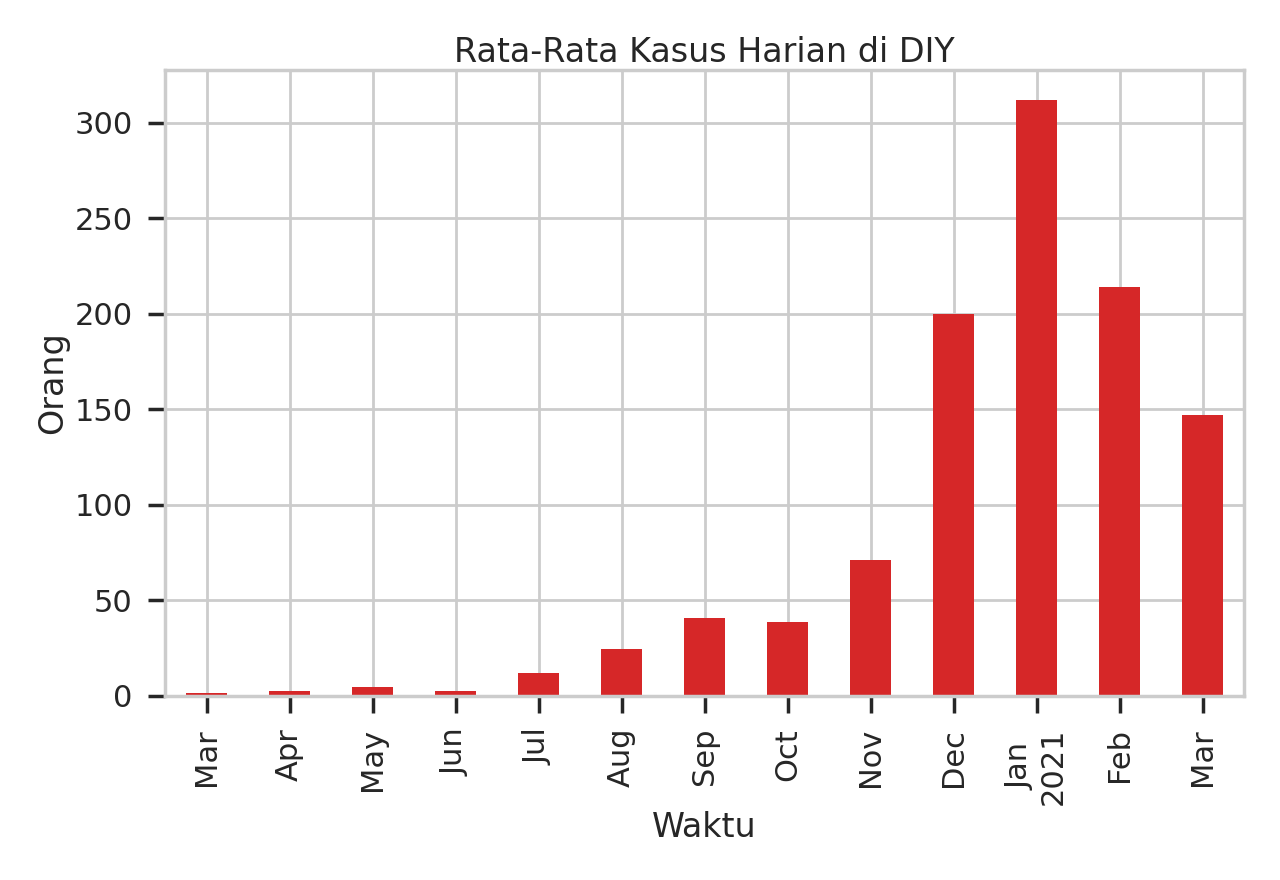 Rata-Rata Kasus Harian di DIY
300
250
200
150
100
50
0
Orang
Mar
Apr
May
Jun
Jul
Aug
Sep
Oct
Nov
Dec
Jan
2021
Feb
Mar
Waktu